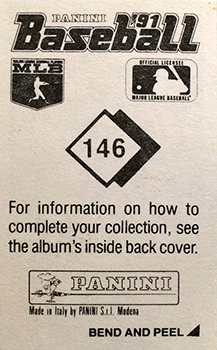 PANINI '91
Baseball
MLB
OFFICIAL LICENSEE
MAJOR LEAGUE BASEBALL
146
For information on how to
complete your collection, see
the album's inside back cover.
PANINI
Made in Italy by PANINI S.r.l. Modena
BEND AND PEEL